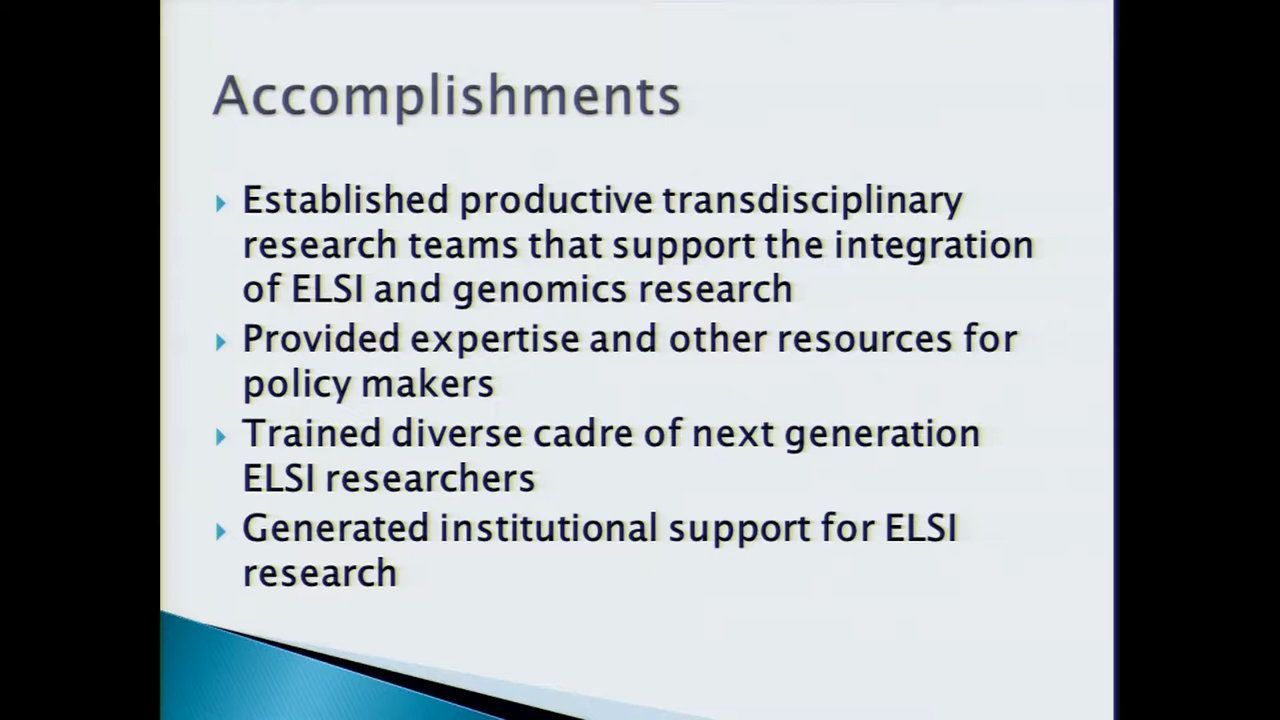 Accomplishments
Established productive transdisciplinary
research teams that support the integration
of ELSI and genomics research
Provided expertise and other resources for
policy makers
Trained diverse cadre of next generation
ELSI researchers
Generated institutional support for ELSI
research